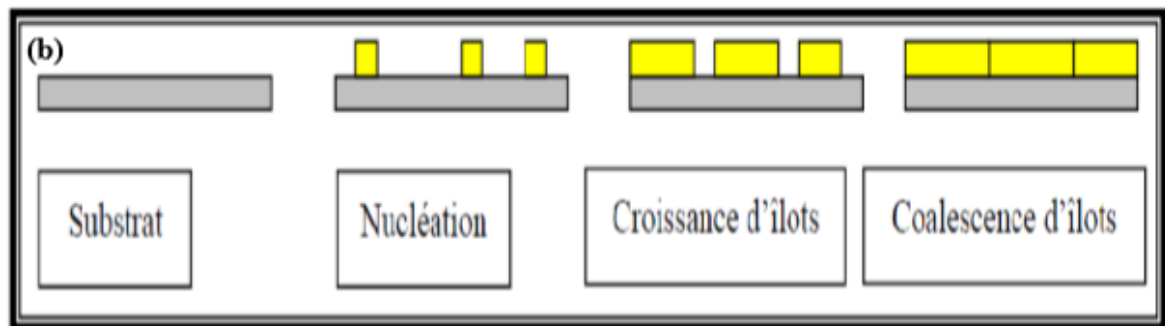 (b)
Substrat
Nucléation
Croissance d'îlots
Coalescence d'îlots